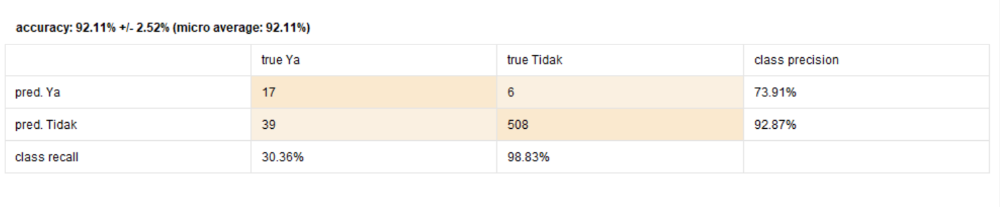 accuracy: 92.11% +/- 2.52% (micro average: 92.11%)
true Ya true Tidak class precision
pred. Ya 17 6 73.91%
pred. Tidak 39 508 92.87%
class recall 30.36% 98.83%